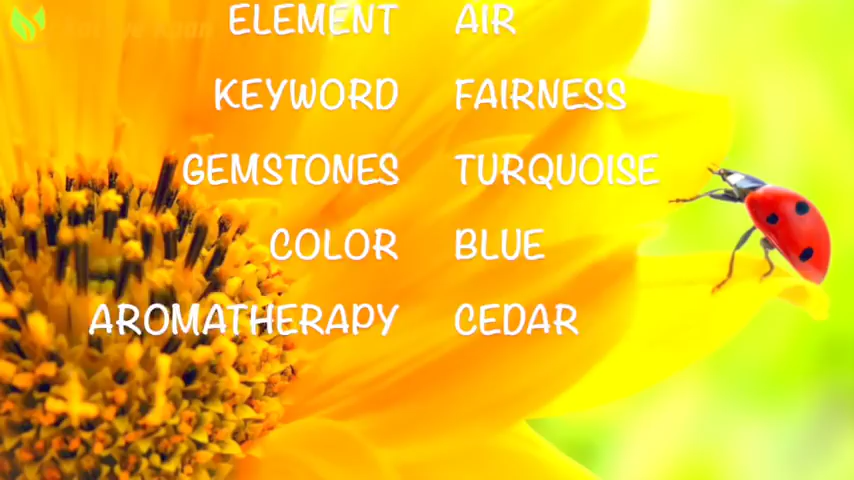 ELEMENT AIR
KEYWORD FAIRNESS
GEMSTONES TURQUOISE
COLOR BLUE
AROMATHERAPY CEDAR